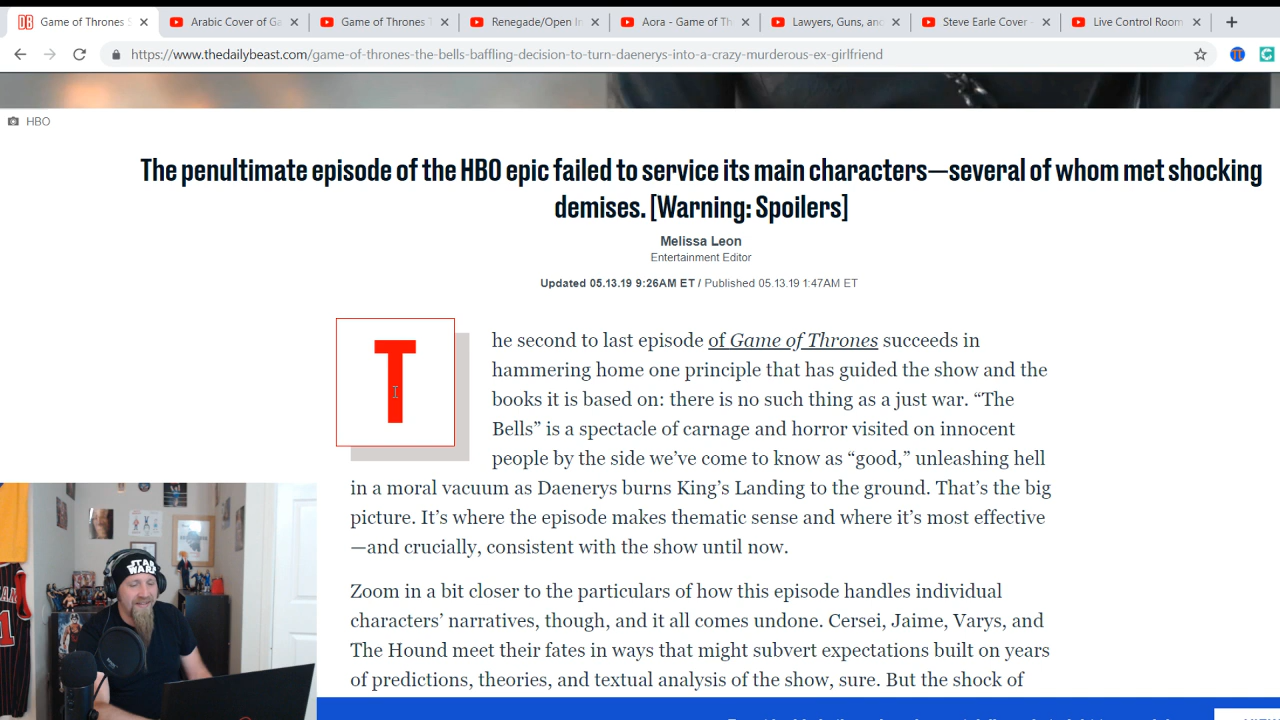 Game of Thrones S
Arabic Cover of Ga
Game of Thrones T
Renegade/Open In
Aora - Game of Th
Lawyers, Guns, an
Steve Earle Cover -
Live Control Room
https://www.thedailybeast.com/game-of-thrones-the-bells-baffling-decision-to-turn-daenerys-into-a-crazy-murderous-ex-girlfriend
HBO
The penultimate episode of the HBO epic failed to service its main characters—several of whom met shocking
demises. [Warning: Spoilers]
Melissa Leon
Entertainment Editor
Updated 05.13.19 9:26AM ET / Published 05.13.19 1:47AM ET
The second to last episode of Game of Thrones succeeds in
hammering home one principle that has guided the show and the
books it is based on: there is no such thing as a just war. “The
Bells” is a spectacle of carnage and horror visited on innocent
people by the side we’ve come to know as “good,” unleashing hell
in a moral vacuum as Daenerys burns King’s Landing to the ground. That’s the big
picture. It’s where the episode makes thematic sense and where it’s most effective
—and crucially, consistent with the show until now.
Zoom in a bit closer to the particulars of how this episode handles individual
characters’ narratives, though, and it all comes undone. Cersei, Jaime, Varys, and
The Hound meet their fates in ways that might subvert expectations built on years
of predictions, theories, and textual analysis of the show, sure. But the shock of
STAR
WARS